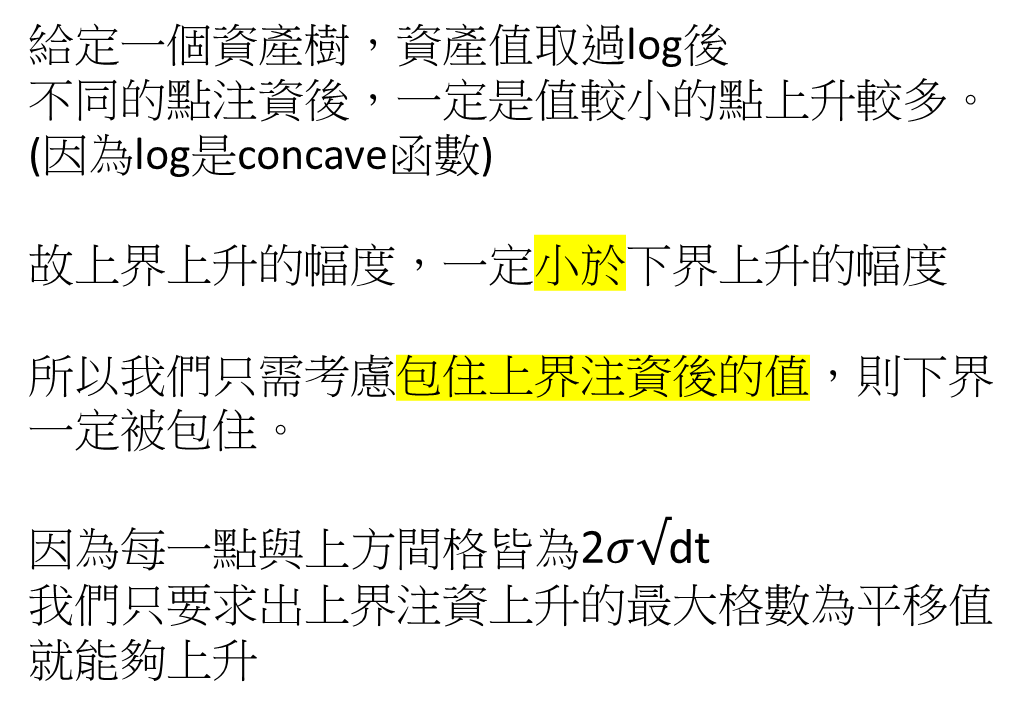 給定一個資產樹，資產值取過log後
不同的點注資後，一定是值較小的點上升較多。
(因為log是concave函數)
故上界上升的幅度，一定小於下界上升的幅度
所以我們只需考慮包住上界注資後的值，則下界
一定被包住。
因為每一點與上方間格皆為2𝜎√dt
我們只要求出上界注資上升的最大格數為平移值
就能夠上升